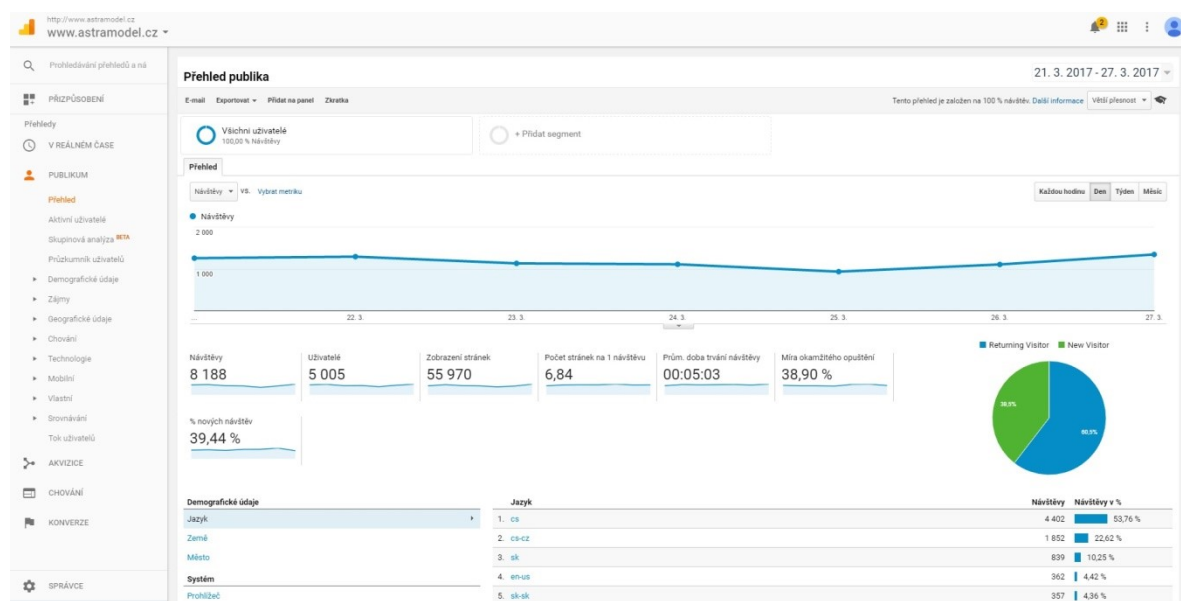 http://www.astramodel.cz
www.astramodel.cz
2
Prohledávání přehledů a ná
PŘIZPŮSOBENÍ
Přehledy
V REÁLNÉM ČASE
PUBLIKUM
Přehled
Aktivní uživatelé
Skupinová analýza BETA
Průzkumník uživatelů
Demografické údaje
Zájmy
Geografické údaje
Chování
Technologie
Mobilní
Vlastní
Srovnávání
Tok uživatelů
AKVIZICE
CHOVÁNÍ
KONVERZE
SPRÁVCE
Přehled publika
21. 3. 2017 - 27. 3. 2017
E-mail Exportovat Přidat na panel Zkratka
Tento přehled je založen na 100 % návštěv. Další informace Větší přesnost
Všichni uživatelé
100,00 % Návštěvy
+ Přidat segment
Přehled
Návštěvy VS. Vybrat metriku
Každou hodinu Den Týden Měsíc
Návštěvy
2 000
1 000
... 22. 3. 23. 3. 24. 3. 25. 3. 26. 3. 27. 3.
Returning Visitor New Visitor
Návštěvy
8 188
Uživatelé
5 005
Zobrazení stránek
55 970
Počet stránek na 1 návštěvu
6,84
Prům. doba trvání návštěvy
00:05:03
Míra okamžitého opuštění
38,90 %
% nových návštěv
39,44 %
Demografické údaje
Jazyk
Země
Město
Systém
Prohlížeč
Jazyk Návštěvy Návštěvy v %
1. cs 4 402 53,76 %
2. cs-cz 1 852 22,62 %
3. sk 839 10,25 %
4. en-us 362 4,42 %
5. sk-sk 357 4,36 %